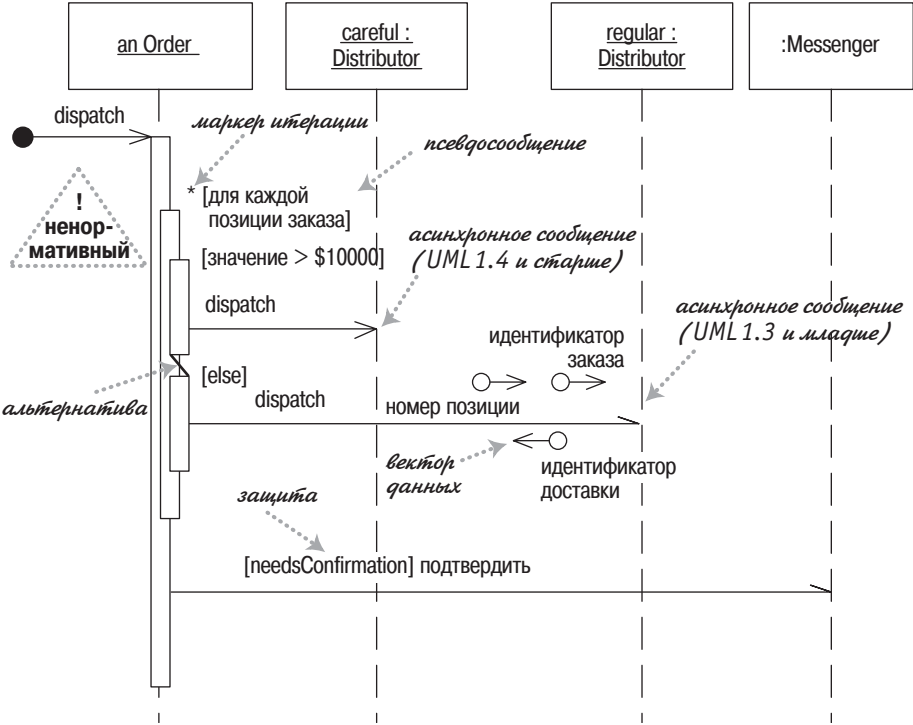 an Order
careful :
Distributor
regular :
Distributor
:Messenger
dispatch
маркер итерации
псевдосообщение
!
ненор-
мативный
* [для каждой
позиции заказа]
асинхронное сообщение
(UML 1.4 и старше)
[значение > $10000]
dispatch
асинхронное сообщение
(UML 1.3 и младше)
идентификатор
заказа
[else]
альтернатива
dispatch
номер позиции
вектор
данных
идентификатор
доставки
защита
[needsConfirmation] подтвердить